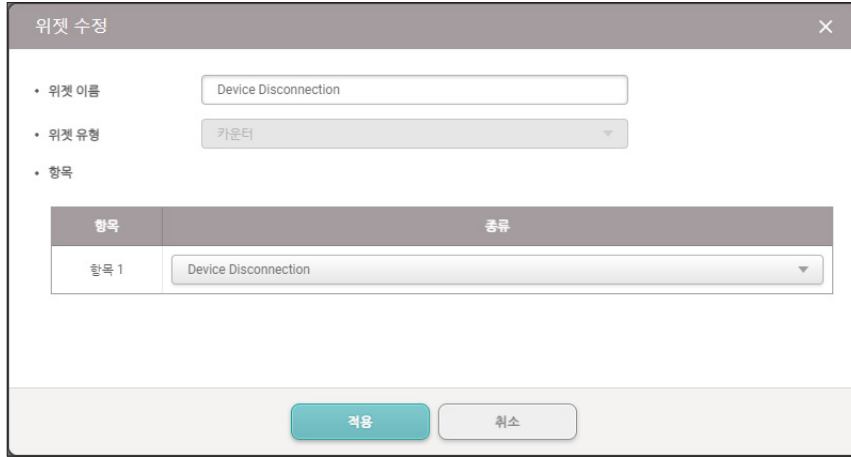 위젯 수정
• 위젯 이름 Device Disconnection
• 위젯 유형 카운터
• 항목
항목 종류
항목 1 Device Disconnection
적용 취소